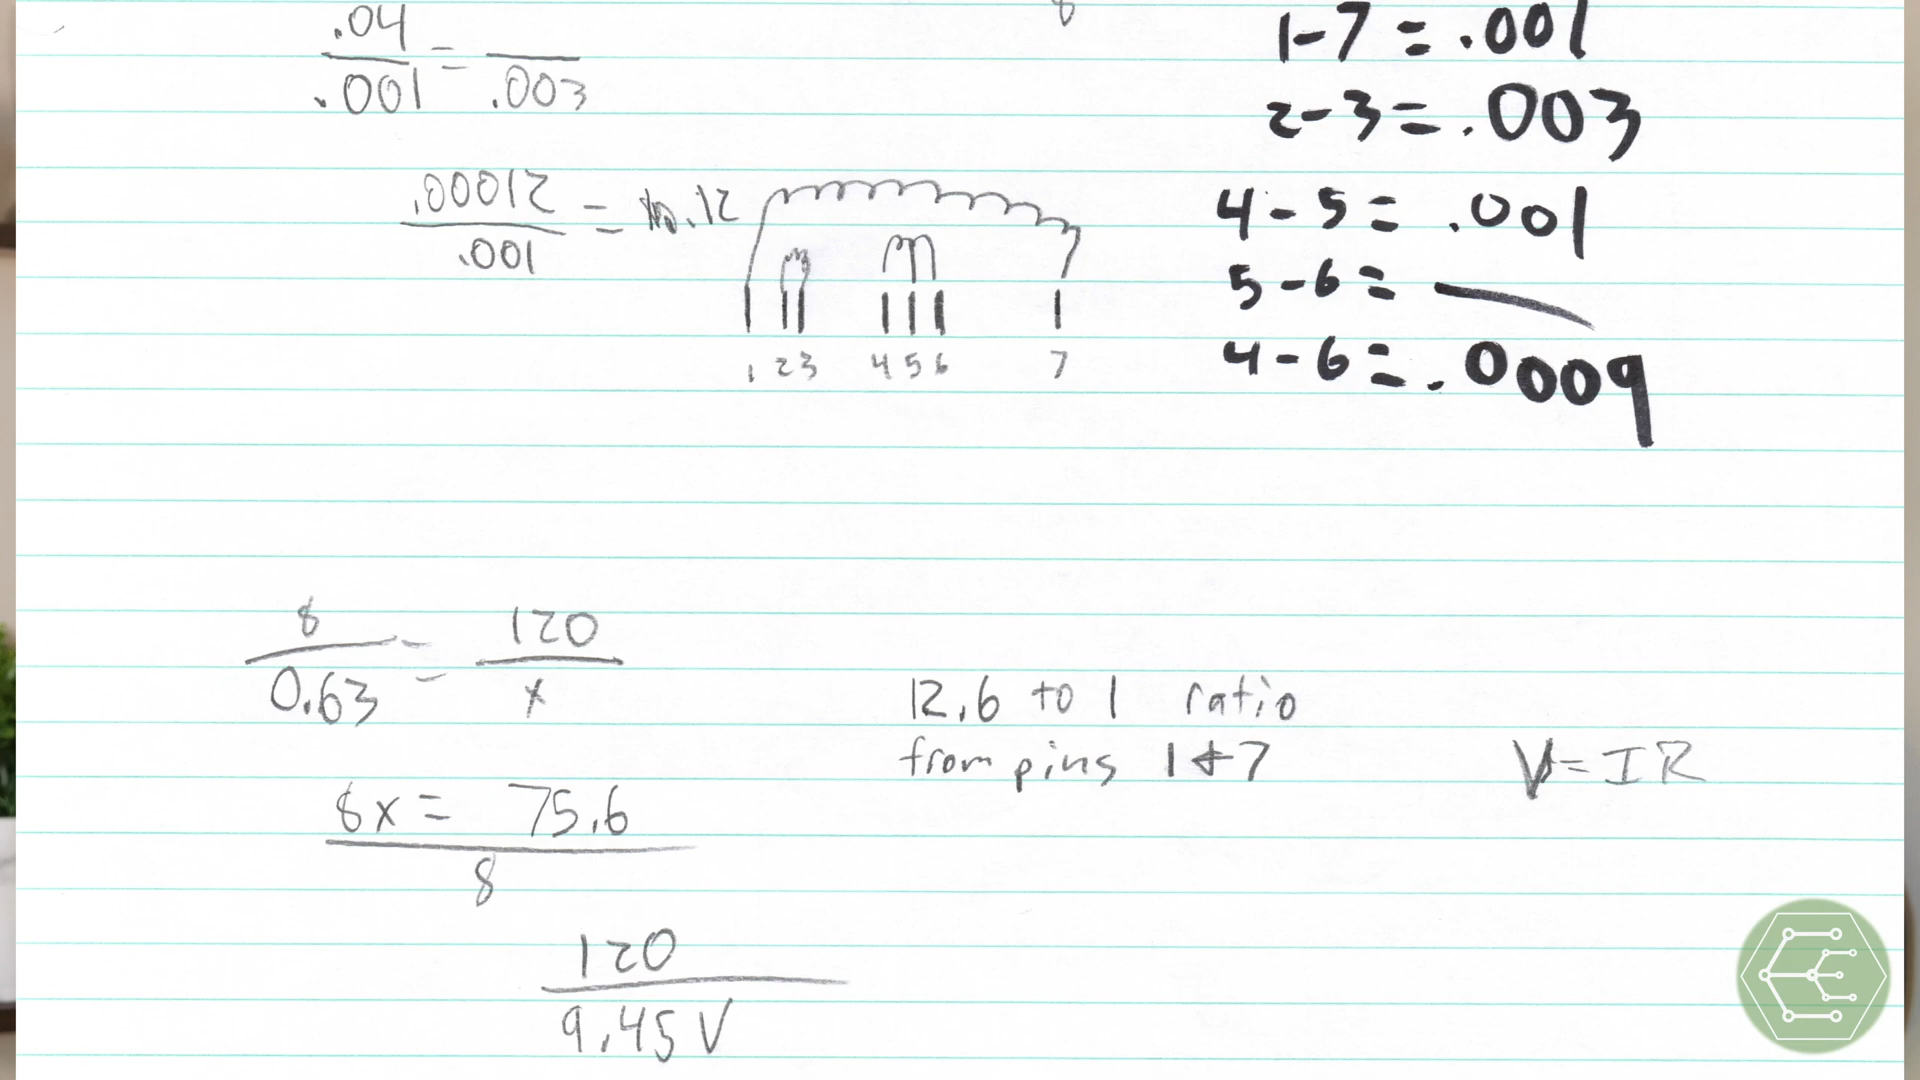 .04 / .001 = / .003
8
1-7 = .001
2-3 = .003
4-5 = .001
5-6 =
4-6 = .0009
.00012 / .001 = .12
1 2 3 4 5 6 7
8 / 0.63 = 120 / x
8x = 75.6
8
120
9.45 V
12.6 to 1 ratio
from pins 1 & 7
V = IR